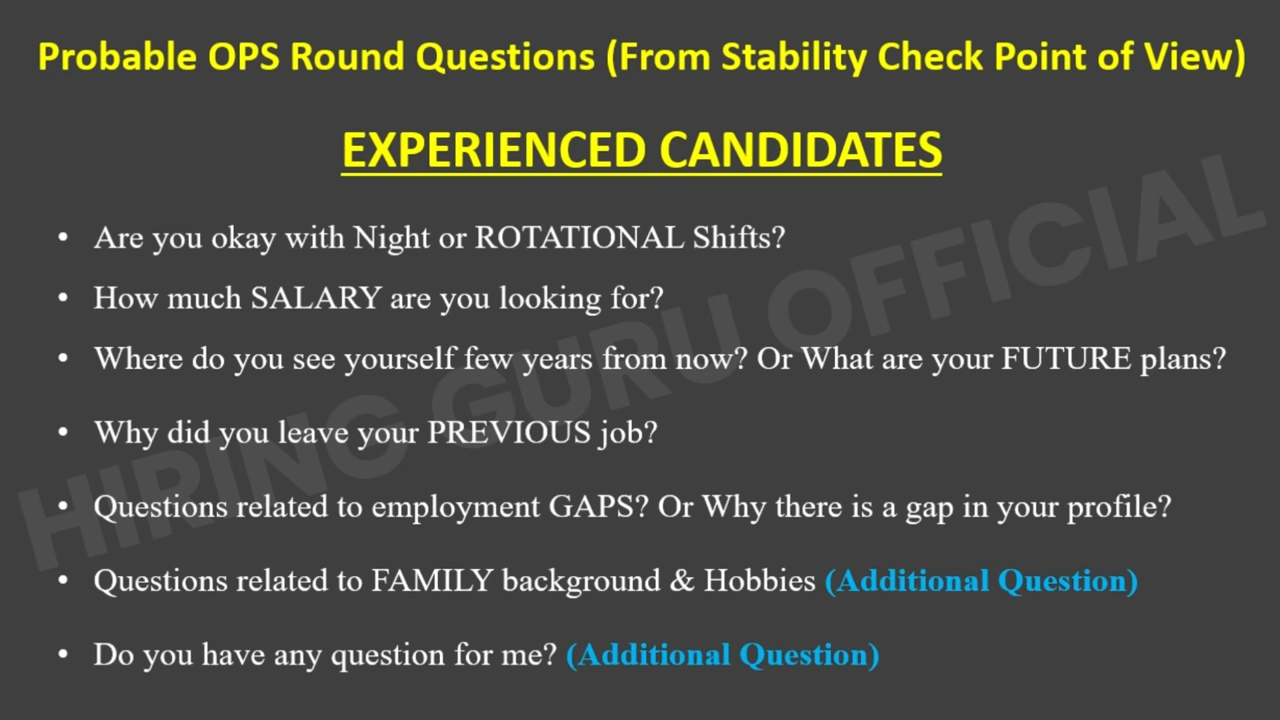 Probable OPS Round Questions (From Stability Check Point of View)
EXPERIENCED CANDIDATES
• Are you okay with Night or ROTATIONAL Shifts?
• How much SALARY are you looking for?
• Where do you see yourself few years from now? Or What are your FUTURE plans?
• Why did you leave your PREVIOUS job?
• Questions related to employment GAPS? Or Why there is a gap in your profile?
• Questions related to FAMILY background & Hobbies (Additional Question)
• Do you have any question for me? (Additional Question)
HIRING GURU OFFICIAL